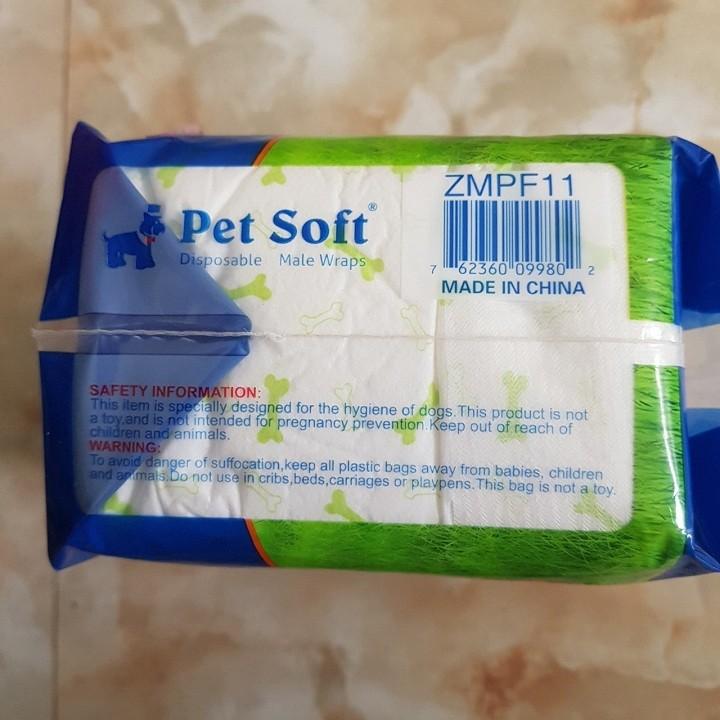 Pet Soft®
Disposable Male Wraps
ZMPF11
7 62360 09980 2
MADE IN CHINA
SAFETY INFORMATION:
This item is specially designed for the hygiene of dogs.This product is not
a toy,and is not intended for pregnancy prevention.Keep out of reach of
children and animals.
WARNING:
To avoid danger of suffocation,keep all plastic bags away from babies, children
and animals.Do not use in cribs,beds,carriages or playpens.This bag is not a toy.